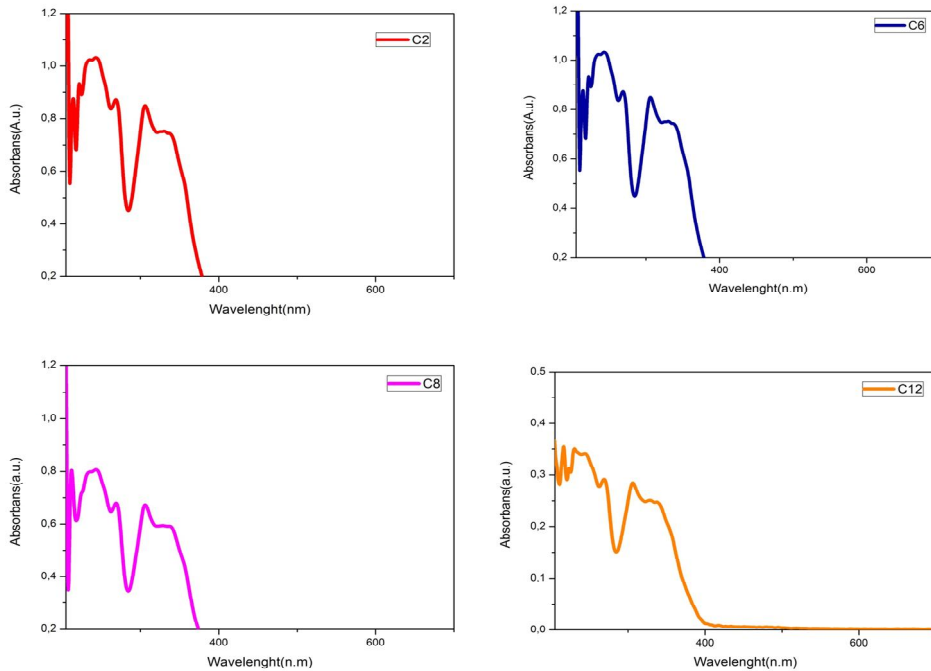 1,2
1,0
0,8
0,6
0,4
0,2
Absorbans(A.u.)
C2
400
600
Wavelenght(nm)
1,2
1,0
0,8
0,6
0,4
0,2
Absorbans(A.u.)
C6
400
600
Wavelenght(n.m)
1,2
1,0
0,8
0,6
0,4
0,2
Absorbans(a.u.)
C8
400
600
Wavelenght(n.m)
0.5
0.4
0,3
0,2
0.1
0,0
Absorbans(a.u.)
C12
400
600
Wavelenght(n.m)